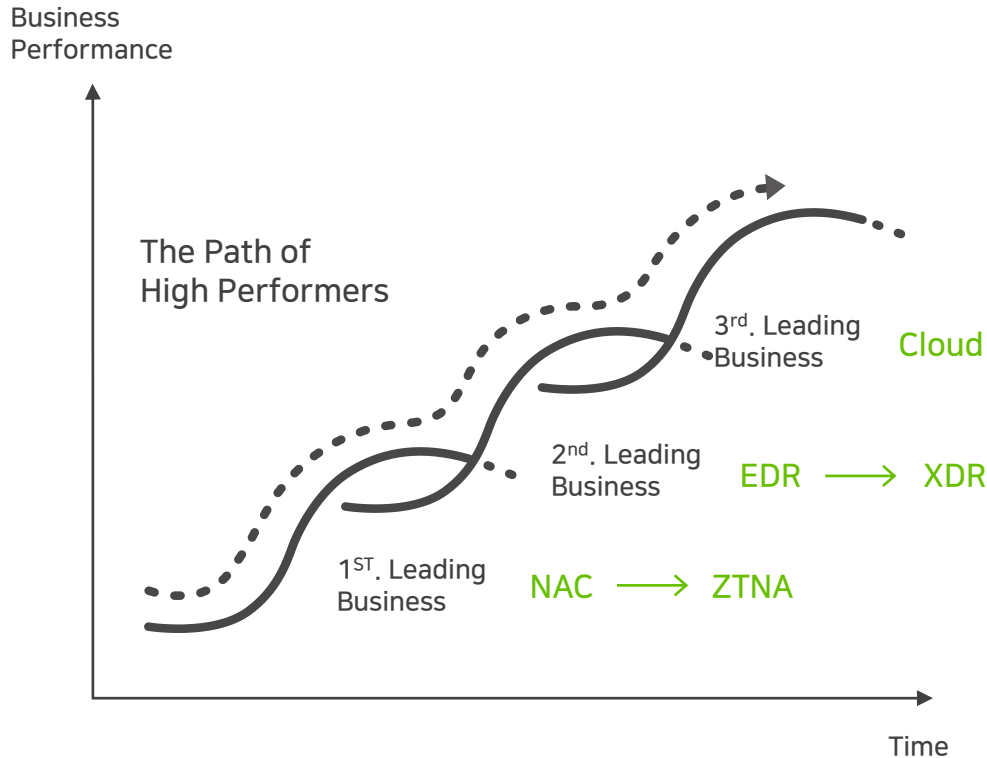 Business
Performance
The Path of
High Performers
3rd. Leading
Business
Cloud
2nd. Leading
Business
EDR
XDR
1ST. Leading
Business
NAC
ZTNA
Time